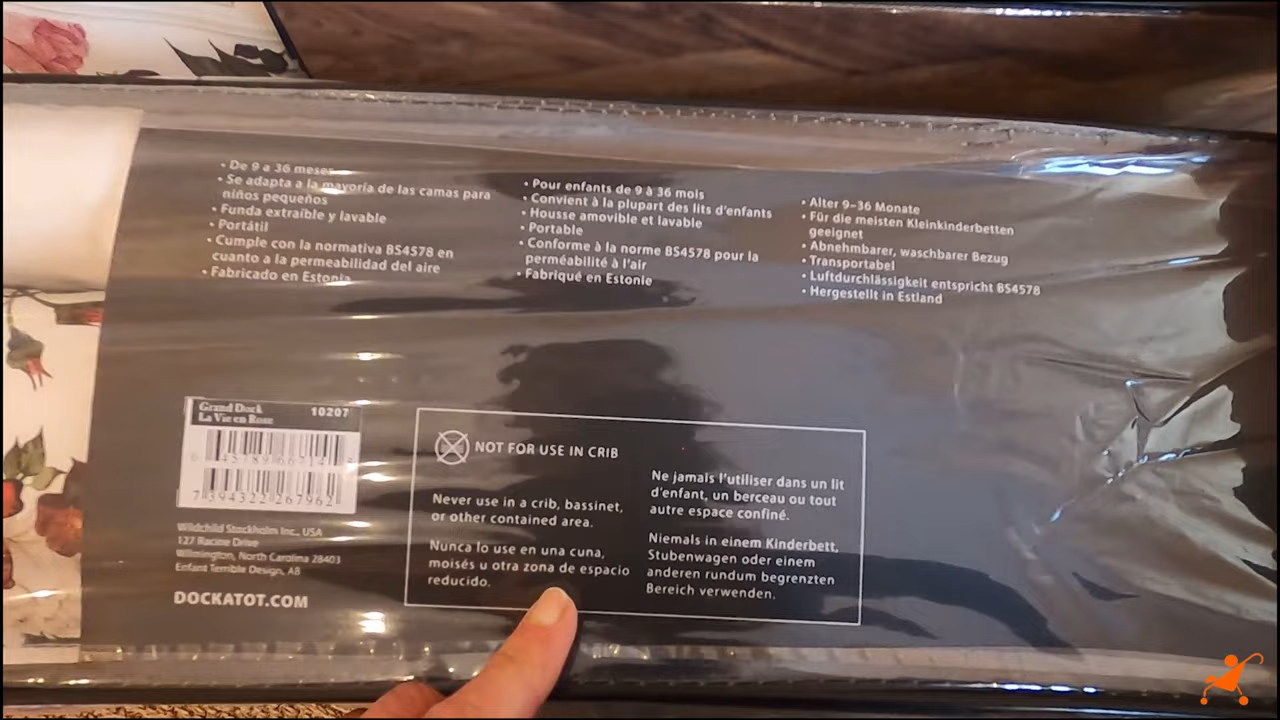 • De 9 a 36 meses
• Se adapta a la mayoría de las camas para
niños pequeños
• Funda extraíble y lavable
• Portátil
• Cumple con la normativa BS4578 en
cuanto a la permeabilidad del aire
• Fabricado en Estonia
• Pour enfants de 9 à 36 mois
• Convient à la plupart des lits d'enfants
• Housse amovible et lavable
• Portable
• Conforme à la norme BS4578 pour la
perméabilité à l'air
• Fabriqué en Estonie
• Alter 9–36 Monate
• Für die meisten Kleinkinderbetten
geeignet
• Abnehmbarer, waschbarer Bezug
• Transportabel
• Luftdurchlässigkeit entspricht BS4578
• Hergestellt in Estland
Grand Dock 10207
La Vie en Rose
7 394322 267962
Wildchild Stockholm Inc., USA
127 Racine Drive
Wilmington, North Carolina 28403
Enfant Terrible Design, AB
DOCKATOT.COM
NOT FOR USE IN CRIB
Never use in a crib, bassinet,
or other contained area.
Nunca lo use en una cuna,
moisés u otra zona de espacio
reducido.
Ne jamais l'utiliser dans un lit
d'enfant, un berceau ou tout
autre espace confiné.
Niemals in einem Kinderbett,
Stubenwagen oder einem
anderen rundum begrenzten
Bereich verwenden.